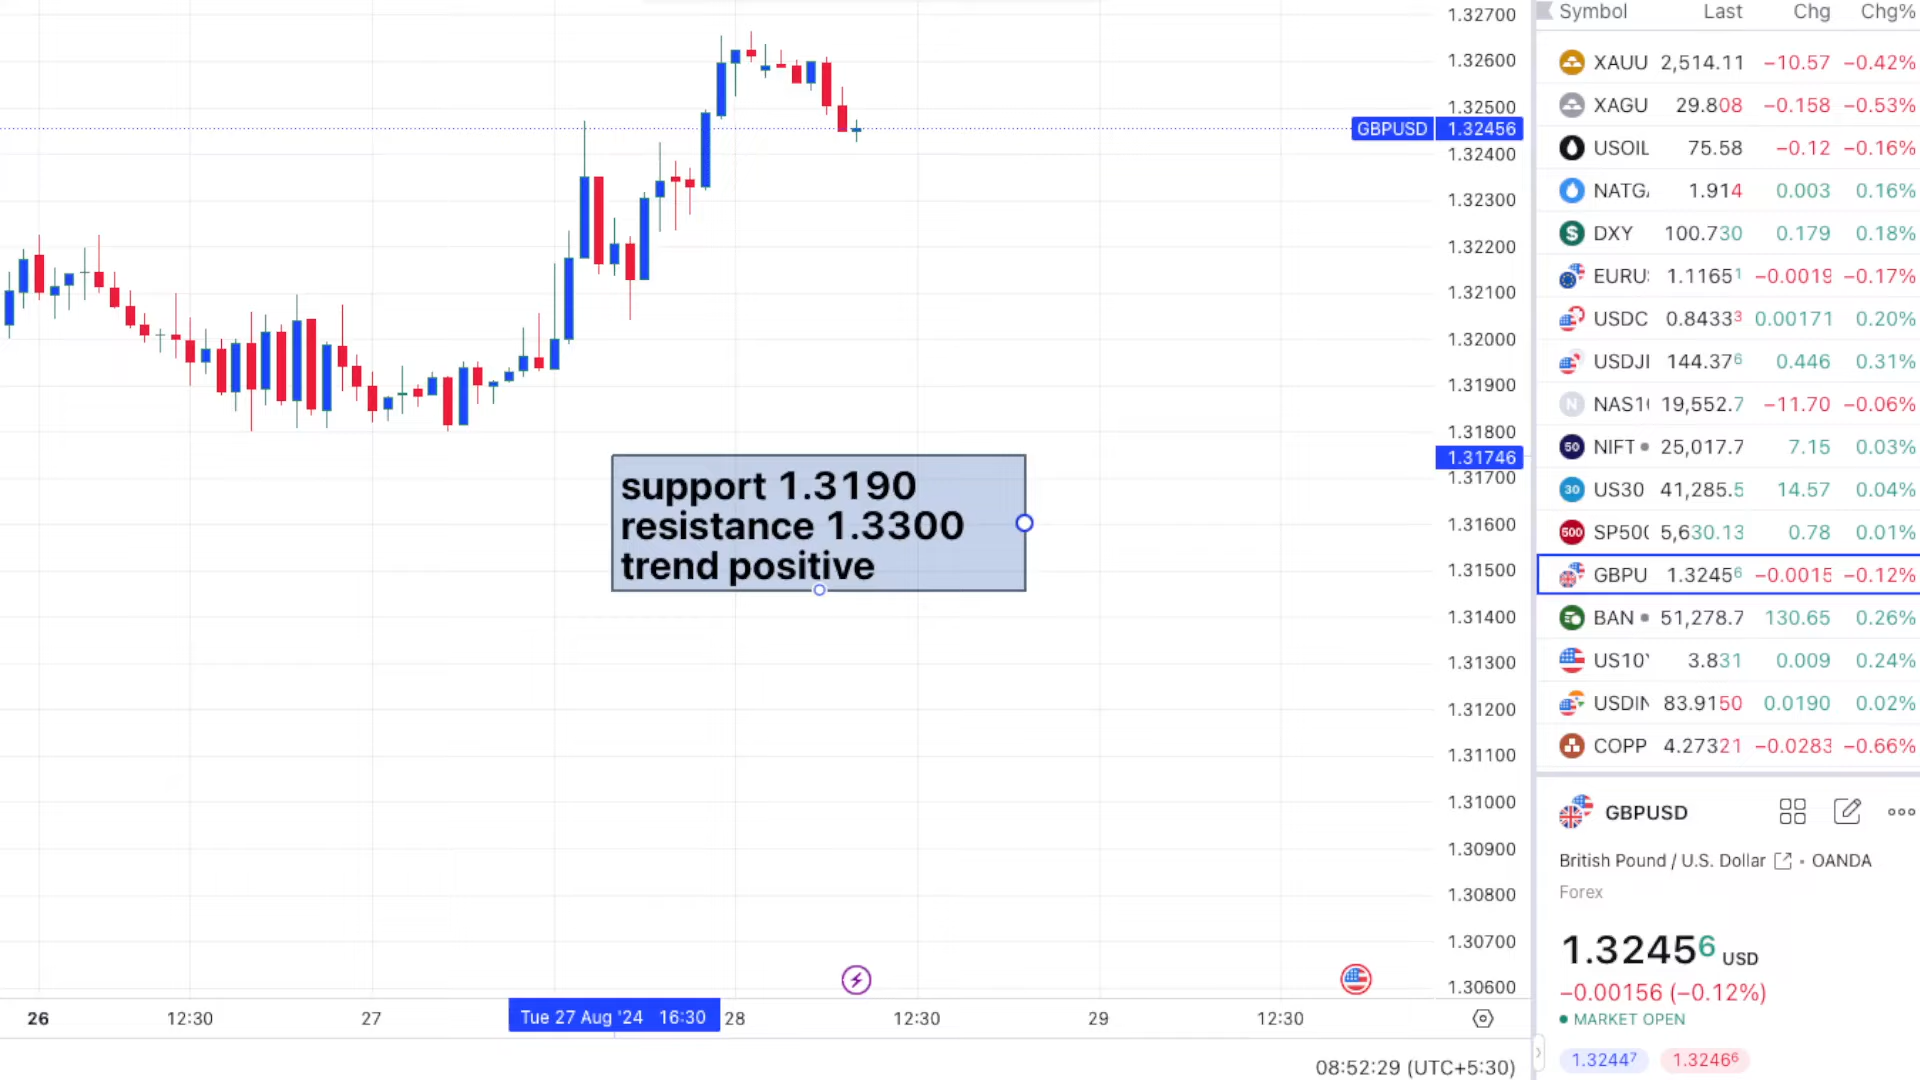 1.32700
1.32600
1.32500
GBPUSD 1.32456
1.32400
1.32300
1.32200
1.32100
1.32000
1.31900
1.31800
1.31746
1.31700
1.31600
1.31500
1.31400
1.31300
1.31200
1.31100
1.31000
1.30900
1.30800
1.30700
1.30600
support 1.3190
resistance 1.3300
trend positive
26 12:30 27 Tue 27 Aug '24 16:30 28 12:30 29 12:30
08:52:29 (UTC+5:30)
Symbol Last Chg Chg%
XAUU 2,514.11 −10.57 −0.42%
XAGU 29.808 −0.158 −0.53%
USOIL 75.58 −0.12 −0.16%
NATG 1.914 0.003 0.16%
DXY 100.730 0.179 0.18%
EURU 1.11651 −0.0019 −0.17%
USDC 0.84333 0.00171 0.20%
USDJ 144.376 0.446 0.31%
N NAS1 19,552.7 −11.70 −0.06%
50 NIFT 25,017.7 7.15 0.03%
30 US30 41,285.5 14.57 0.04%
500 SP50 5,630.13 0.78 0.01%
GBPU 1.32456 −0.0015 −0.12%
BAN 51,278.7 130.65 0.26%
US10 3.831 0.009 0.24%
USDIN 83.9150 0.0190 0.02%
COPP 4.27321 −0.0283 −0.66%
GBPUSD
British Pound / U.S. Dollar • OANDA
Forex
1.32456 USD
−0.00156 (−0.12%)
MARKET OPEN
1.32447 1.32466